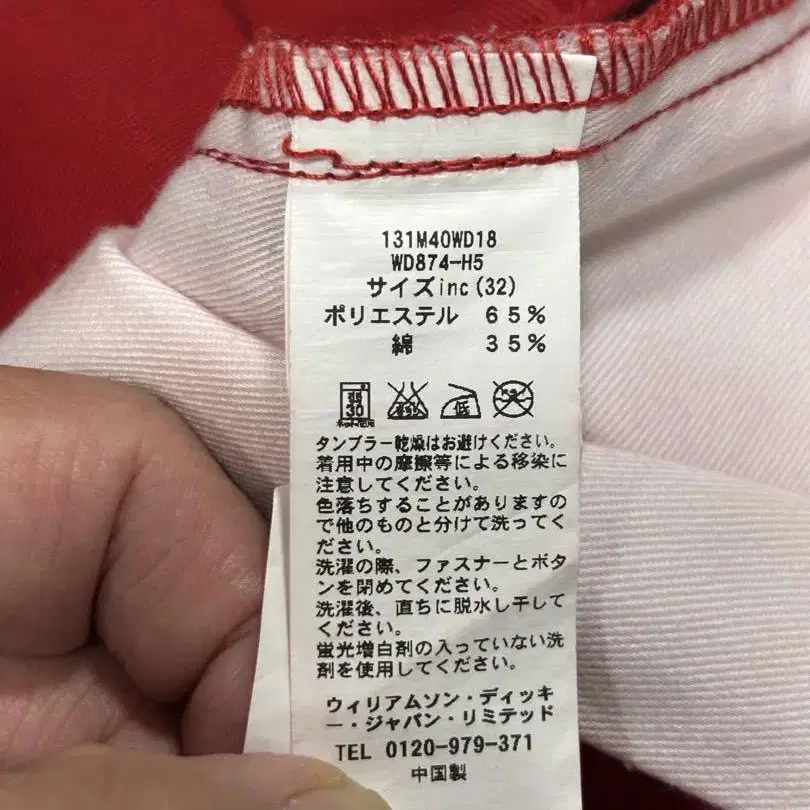 131M40WD18
WD874-H5
サイズinc(32)
ポリエステル 65%
綿 35%
30
低
タンブラー乾燥はお避けください。
着用中の摩擦等による移染に
注意してください。
色落ちすることがありますの
で他のものと分けて洗ってく
ださい。
洗濯の際、ファスナーとボタ
ンを閉めてください。
洗濯後、直ちに脱水し干して
ください。
蛍光増白剤の入っていない洗
剤を使用してください。
ウィリアムソン・ディッキ
ー・ジャパン・リミテッド
TEL 0120-979-371
中国製